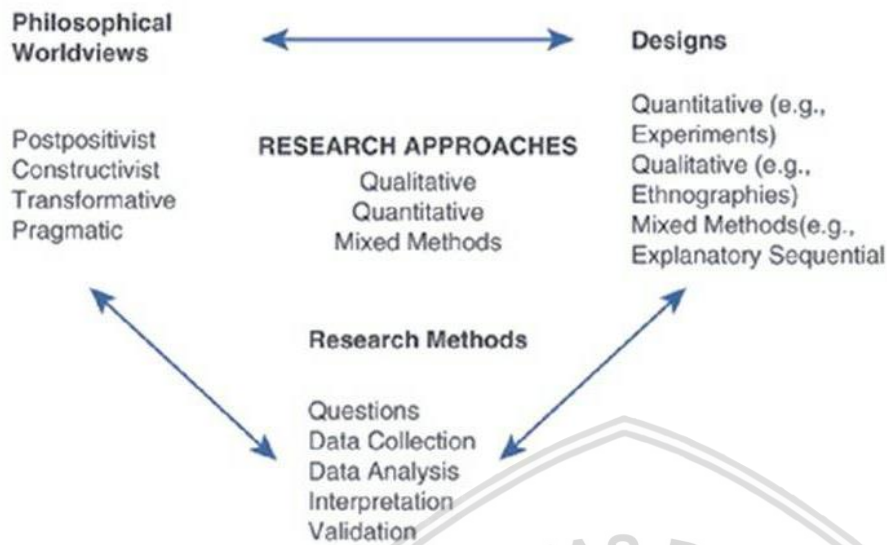 Philosophical
Worldviews
Designs
Postpositivist
Constructivist
Transformative
Pragmatic
RESEARCH APPROACHES
Qualitative
Quantitative
Mixed Methods
Quantitative (e.g.,
Experiments)
Qualitative (e.g.,
Ethnographies)
Mixed Methods(e.g.,
Explanatory Sequential
Research Methods
Questions
Data Collection
Data Analysis
Interpretation
Validation